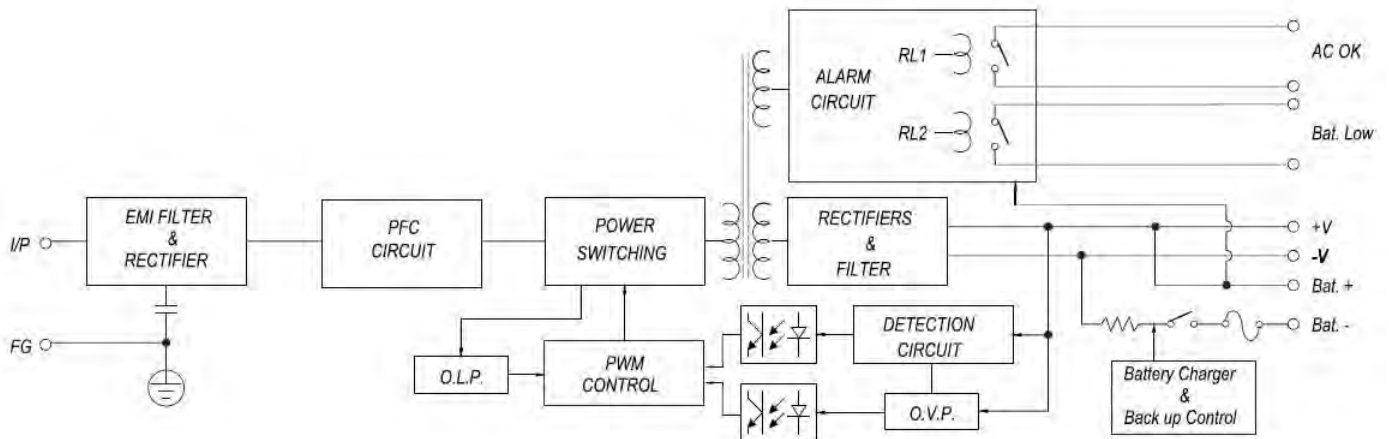 RL1
AC OK
ALARM
CIRCUIT
RL2
Bat. Low
EMI FILTER
&
RECTIFIER
PFC
CIRCUIT
POWER
SWITCHING
RECTIFIERS
&
FILTER
I/P
+V
-V
Bat. +
Bat. -
FG
O.L.P.
PWM
CONTROL
DETECTION
CIRCUIT
O.V.P.
Battery Charger
&
Back up Control